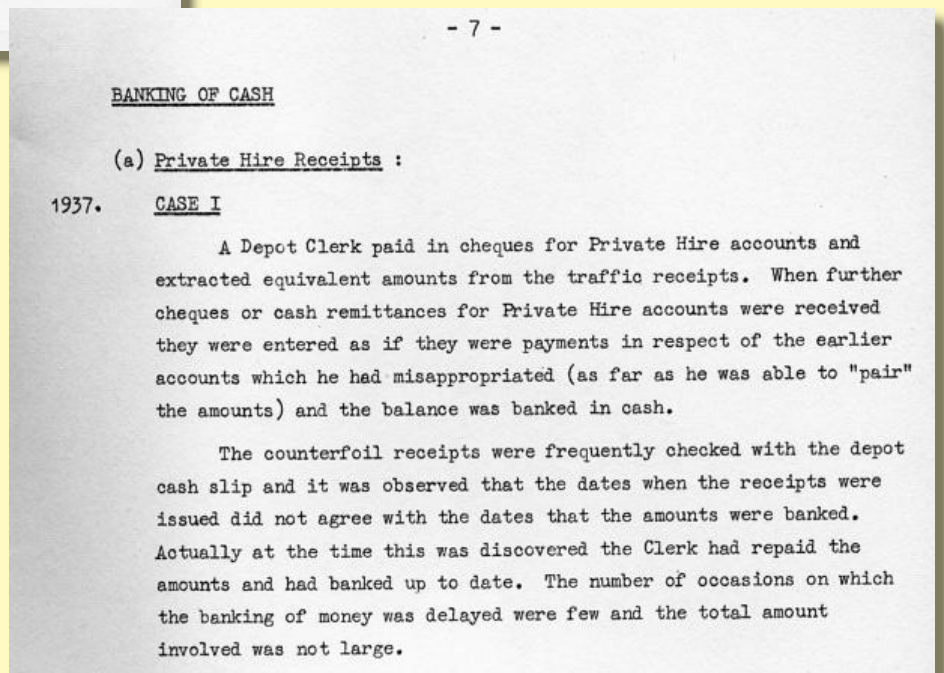 - 7 -
BANKING OF CASH
(a) Private Hire Receipts :
1937. CASE I
A Depot Clerk paid in cheques for Private Hire accounts and
extracted equivalent amounts from the traffic receipts. When further
cheques or cash remittances for Private Hire accounts were received
they were entered as if they were payments in respect of the earlier
accounts which he had misappropriated (as far as he was able to "pair"
the amounts) and the balance was banked in cash.
The counterfoil receipts were frequently checked with the depot
cash slip and it was observed that the dates when the receipts were
issued did not agree with the dates that the amounts were banked.
Actually at the time this was discovered the Clerk had repaid the
amounts and had banked up to date. The number of occasions on which
the banking of money was delayed were few and the total amount
involved was not large.